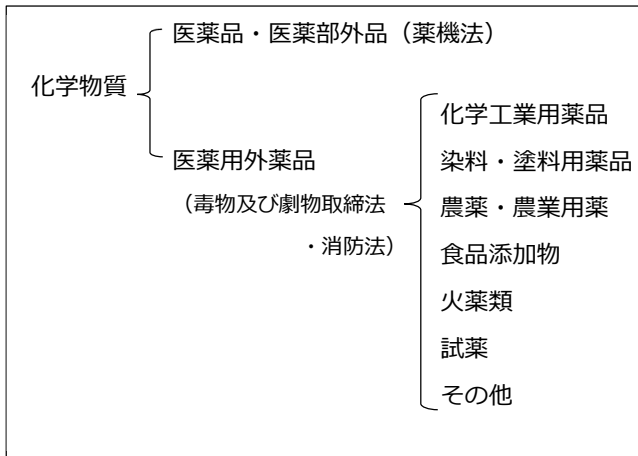 医薬品・医薬部外品（薬機法）
化学物質
医薬用外薬品
（毒物及び劇物取締法
・消防法）
化学工業用薬品
染料・塗料用薬品
農薬・農業用薬
食品添加物
火薬類
試薬
その他